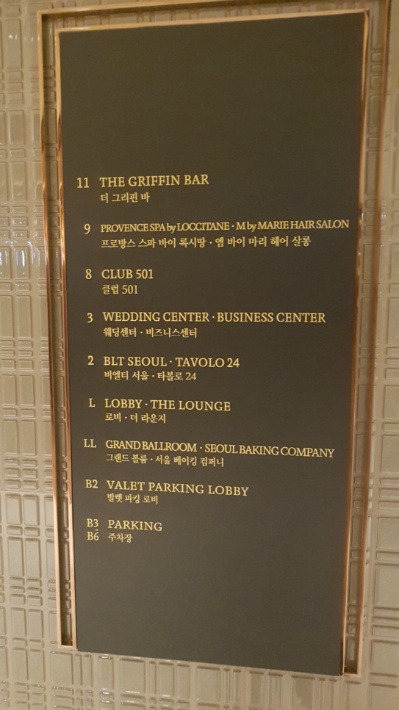 11 THE GRIFFIN BAR
더 그리핀 바
9 PROVENCE SPA by LOCCITANE · M by MARIE HAIR SALON
프로방스 스파 바이 록시땅 · 엠 바이 마리 헤어 살롱
8 CLUB 501
클럽 501
3 WEDDING CENTER · BUSINESS CENTER
웨딩센터 · 비즈니스센터
2 BLT SEOUL · TAVOLO 24
비엘티 서울 · 타볼로 24
L LOBBY · THE LOUNGE
로비 · 더 라운지
LL GRAND BALLROOM · SEOUL BAKING COMPANY
그랜드 볼룸 · 서울 베이킹 컴퍼니
B2 VALET PARKING LOBBY
발렛 파킹 로비
B3 PARKING
- 
B6 주차장